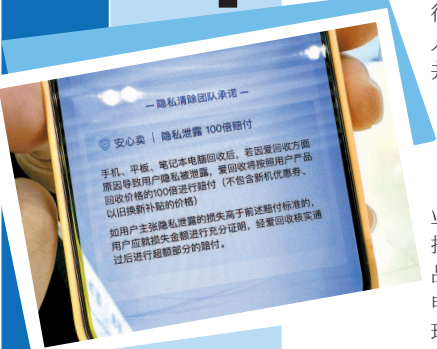 — 隐私清除团队承诺 —
安心卖 | 隐私泄露 100倍赔付
手机、平板、笔记本电脑回收后，若因爱回收方面
原因导致用户隐私被泄露，爱回收将按照用户产品
回收价格的100倍进行赔付（不包含新机优惠券、
以旧换新补贴的价格）
如用户主张隐私泄露的损失高于前述赔付标准的，
用户应就损失金额进行充分证明，经爱回收核实通
过后进行超额部分的赔付。